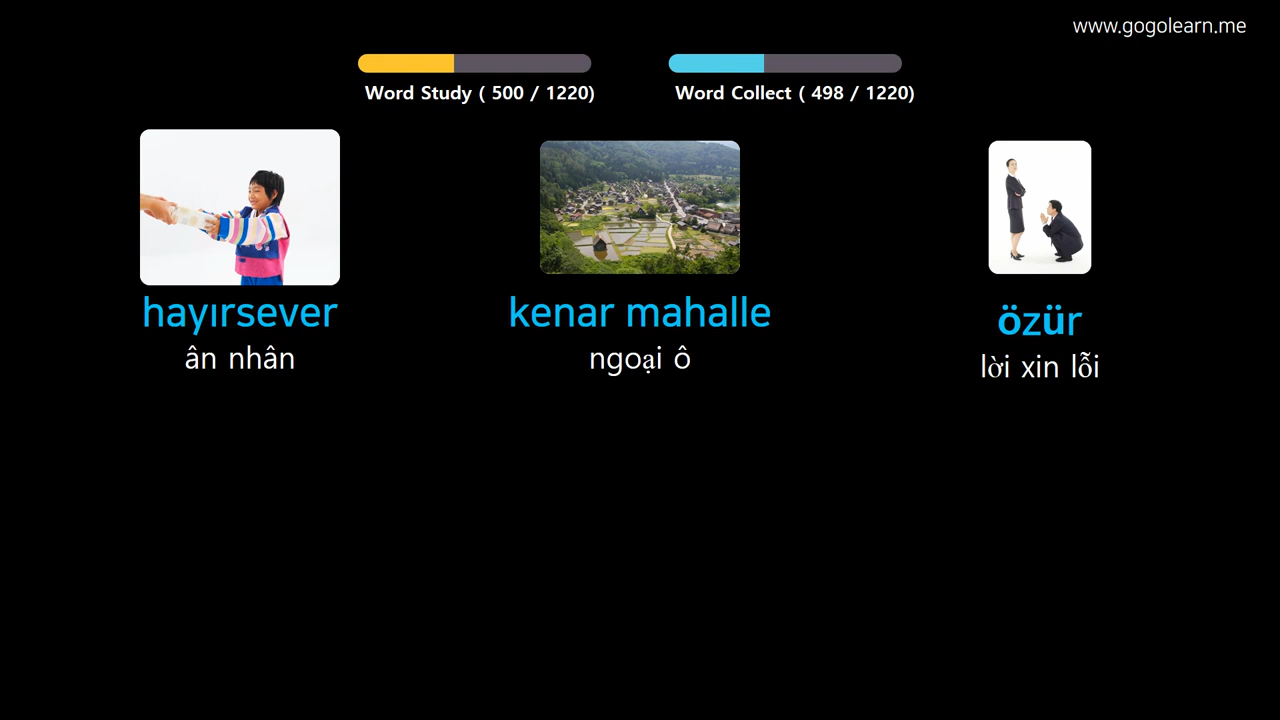 www.gogolearn.me
Word Study ( 500 / 1220)
Word Collect ( 498 / 1220)
hayırsever
ân nhân
kenar mahalle
ngoại ô
özür
lời xin lỗi